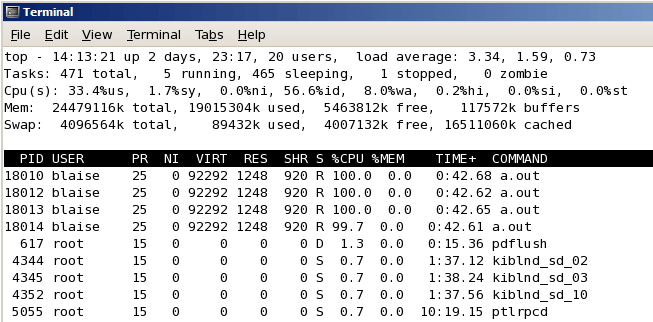 Terminal
File Edit View Terminal Tabs Help
top - 14:13:21 up 2 days, 23:17, 20 users,  load average: 3.34, 1.59, 0.73
Tasks: 471 total,   5 running, 465 sleeping,   1 stopped,   0 zombie
Cpu(s): 33.4%us,  1.7%sy,  0.0%ni, 56.6%id,  8.0%wa,  0.2%hi,  0.0%si,  0.0%st
Mem:  24479116k total, 19015304k used,  5463812k free,   117572k buffers
Swap:  4096564k total,    89432k used,  4007132k free, 16511060k cached
  PID USER      PR  NI  VIRT  RES  SHR S %CPU %MEM    TIME+  COMMAND
18010 blaise    25   0 92292 1248  920 R 100.0  0.0   0:42.68 a.out
18012 blaise    25   0 92292 1248  920 R 100.0  0.0   0:42.62 a.out
18013 blaise    25   0 92292 1248  920 R 100.0  0.0   0:42.65 a.out
18014 blaise    25   0 92292 1248  920 R 99.7  0.0   0:42.61 a.out
  617 root      15   0     0    0    0 D  1.3  0.0   0:15.36 pdflush
 4344 root      15   0     0    0    0 S  0.7  0.0   1:37.12 kiblnd_sd_02
 4345 root      15   0     0    0    0 S  0.7  0.0   1:38.24 kiblnd_sd_03
 4352 root      15   0     0    0    0 S  0.7  0.0   1:37.56 kiblnd_sd_10
 5055 root      15   0     0    0    0 S  0.7  0.0  10:19.15 ptlrpcd